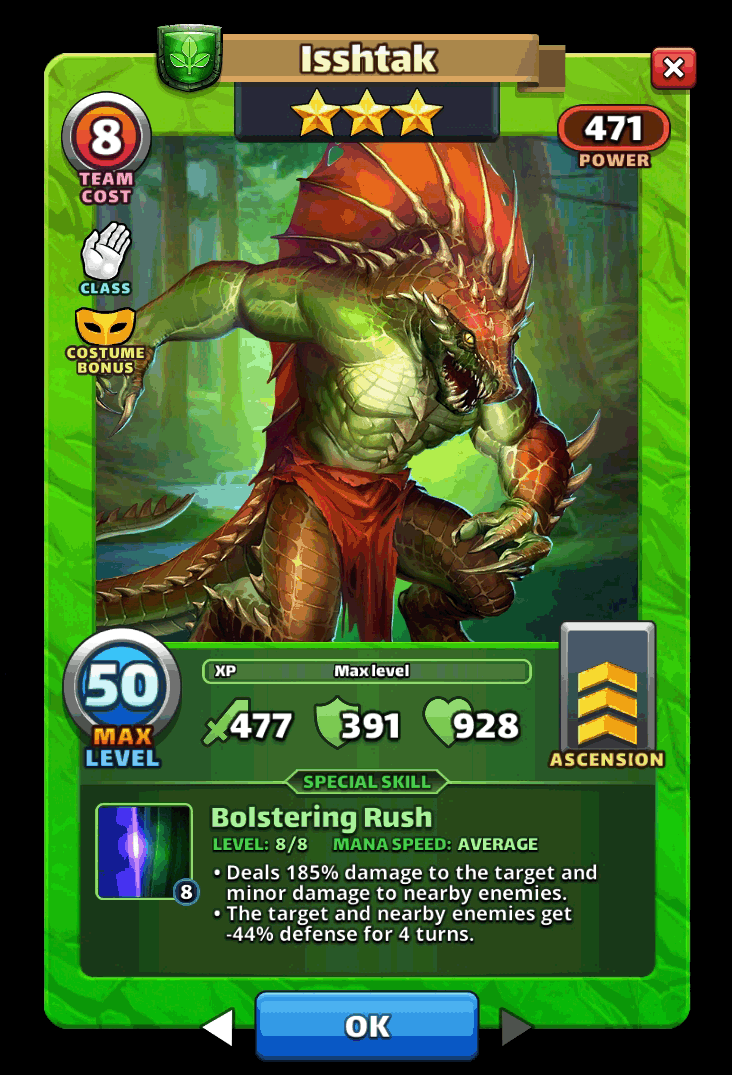 Isshtak
8
TEAM
COST
471
POWER
CLASS
COSTUME
BONUS
50
MAX
LEVEL
XP Max level
477 391 928
ASCENSION
SPECIAL SKILL
Bolstering Rush
LEVEL: 8/8 MANA SPEED: AVERAGE
8
• Deals 185% damage to the target and
minor damage to nearby enemies.
• The target and nearby enemies get
-44% defense for 4 turns.
OK